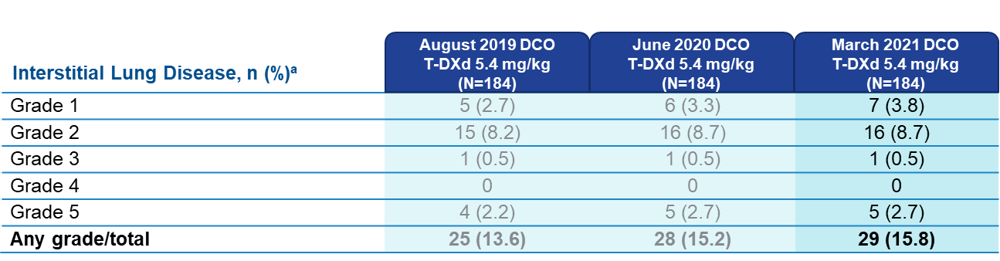 Interstitial Lung Disease, n (%)ᵃ
August 2019 DCO
T-DXd 5.4 mg/kg
(N=184)
June 2020 DCO
T-DXd 5.4 mg/kg
(N=184)
March 2021 DCO
T-DXd 5.4 mg/kg
(N=184)
Grade 1 5 (2.7) 6 (3.3) 7 (3.8)
Grade 2 15 (8.2) 16 (8.7) 16 (8.7)
Grade 3 1 (0.5) 1 (0.5) 1 (0.5)
Grade 4 0 0 0
Grade 5 4 (2.2) 5 (2.7) 5 (2.7)
Any grade/total 25 (13.6) 28 (15.2) 29 (15.8)